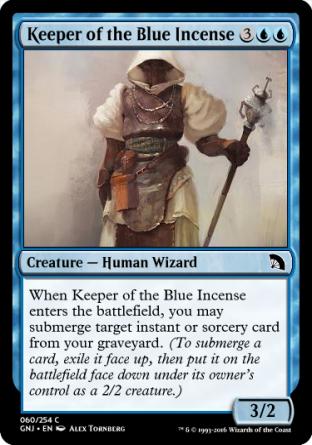 Keeper of the Blue Incense 3
Creature — Human Wizard
When Keeper of the Blue Incense
enters the battlefield, you may
submerge target instant or sorcery card
from your graveyard. (To submerge a
card, exile it face up, then put it on the
battlefield face down under its owner's
control as a 2/2 creature.)
3/2
060/254 C
GNJ • EN Alex Tornberg
™ & © 1993-2016 Wizards of the Coast